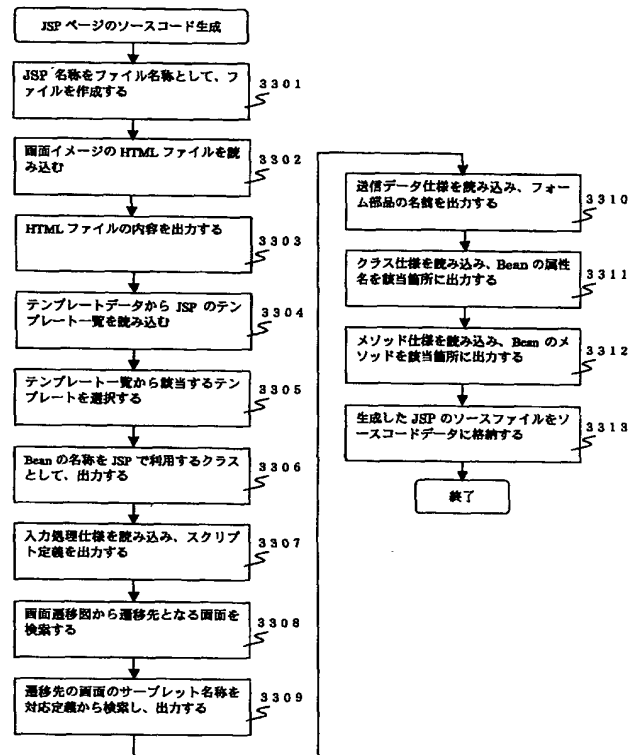 JSP ページのソースコード生成
JSP 名称をファイル名称として、フ
ァイルを作成する
3301
画面イメージの HTML ファイルを読
み込む
3302
HTML ファイルの内容を出力する
3303
テンプレートデータから JSP のテン
プレート一覧を読み込む
3304
テンプレート一覧から該当するテン
プレートを選択する
3305
Bean の名称を JSP で利用するクラス
として、出力する
3306
入力処理仕様を読み込み、スクリプ
ト定義を出力する
3307
画面遷移図から遷移先となる画面を
検索する
3308
遷移先の画面のサーブレット名称を
対応定義から検索し、出力する
3309
送信データ仕様を読み込み、フォー
ム部品の名称を出力する
3310
クラス仕様を読み込み、Bean の属性
名を該当箇所に出力する
3311
メソッド仕様を読み込み、Bean のメ
ソッドを該当箇所に出力する
3312
生成した JSP のソースファイルをソ
ースコードデータに格納する
3313
終了